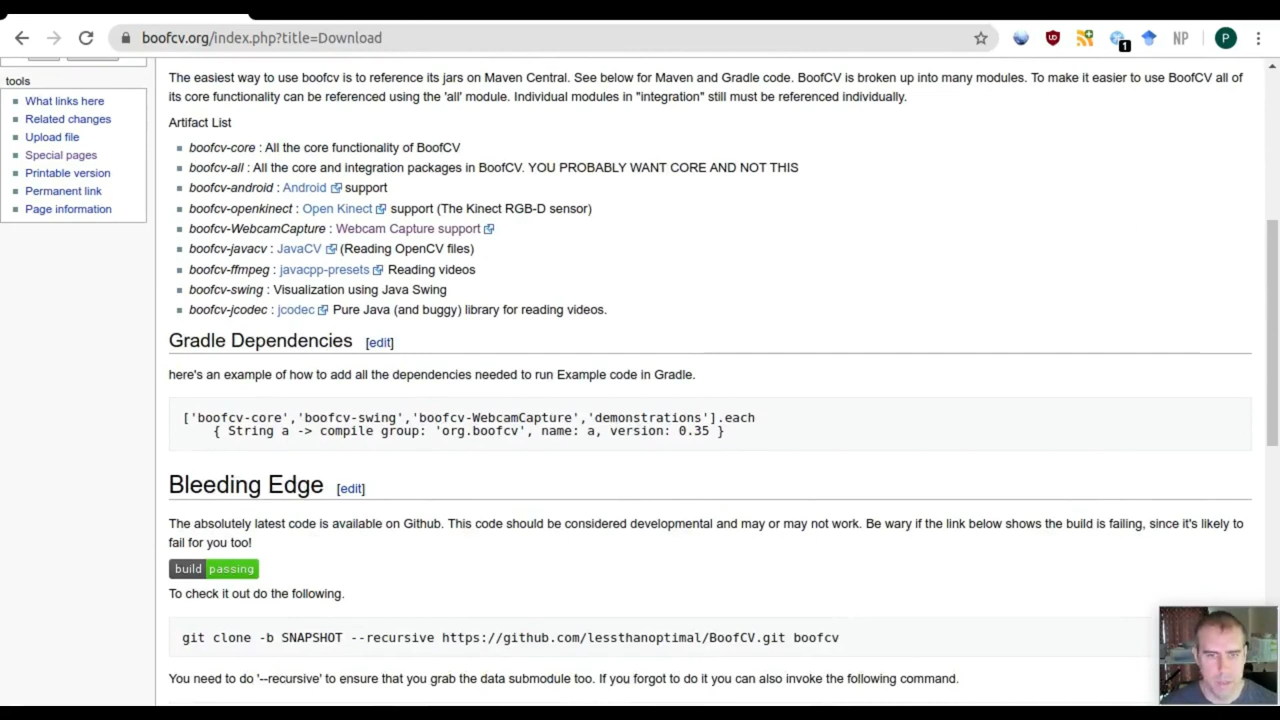 boofcv.org/index.php?title=Download
1
NP
P
tools
What links here
Related changes
Upload file
Special pages
Printable version
Permanent link
Page information
The easiest way to use boofcv is to reference its jars on Maven Central. See below for Maven and Gradle code. BoofCV is broken up into many modules. To make it easier to use BoofCV all of
its core functionality can be referenced using the 'all' module. Individual modules in "integration" still must be referenced individually.
Artifact List
boofcv-core : All the core functionality of BoofCV
boofcv-all : All the core and integration packages in BoofCV. YOU PROBABLY WANT CORE AND NOT THIS
boofcv-android : Android support
boofcv-openkinect : Open Kinect support (The Kinect RGB-D sensor)
boofcv-WebcamCapture : Webcam Capture support
boofcv-javacv : JavaCV (Reading OpenCV files)
boofcv-ffmpeg : javacpp-presets Reading videos
boofcv-swing : Visualization using Java Swing
boofcv-jcodec : jcodec Pure Java (and buggy) library for reading videos.
Gradle Dependencies [edit]
here's an example of how to add all the dependencies needed to run Example code in Gradle.
['boofcv-core','boofcv-swing','boofcv-WebcamCapture','demonstrations'].each
{ String a -> compile group: 'org.boofcv', name: a, version: 0.35 }
Bleeding Edge [edit]
The absolutely latest code is available on Github. This code should be considered developmental and may or may not work. Be wary if the link below shows the build is failing, since it's likely to
fail for you too!
build passing
To check it out do the following.
git clone -b SNAPSHOT --recursive https://github.com/lessthanoptimal/BoofCV.git boofcv
You need to do '--recursive' to ensure that you grab the data submodule too. If you forgot to do it you can also invoke the following command.